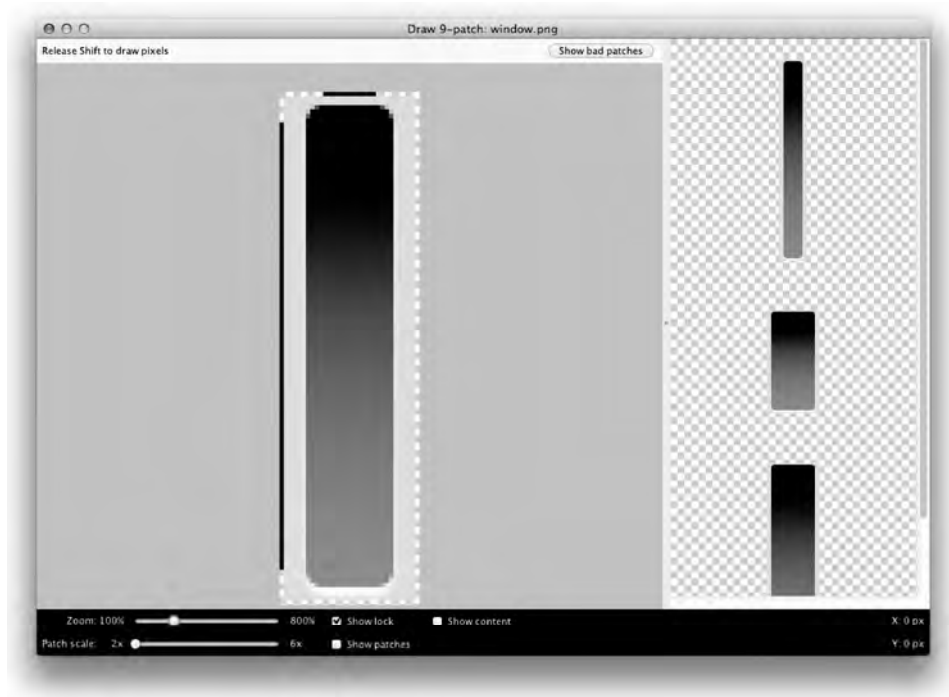 Draw 9-patch: window.png
Release Shift to draw pixels Show bad patches
Zoom: 100% 800% Show lock Show content X: 0 px
Patch scale: 2x 6x Show patches Y: 0 px